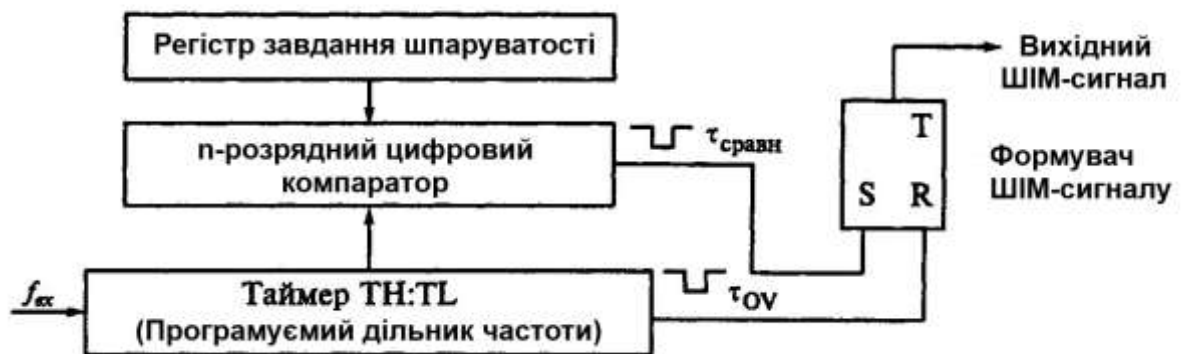 Регістр завдання шпаруватості
n-розрядний цифровий
компаратор
τсравн
Таймер TH:TL
(Програмуємий дільник частоти)
fвх
τOV
T
S R
Вихідний
ШІМ-сигнал
Формувач
ШІМ-сигналу